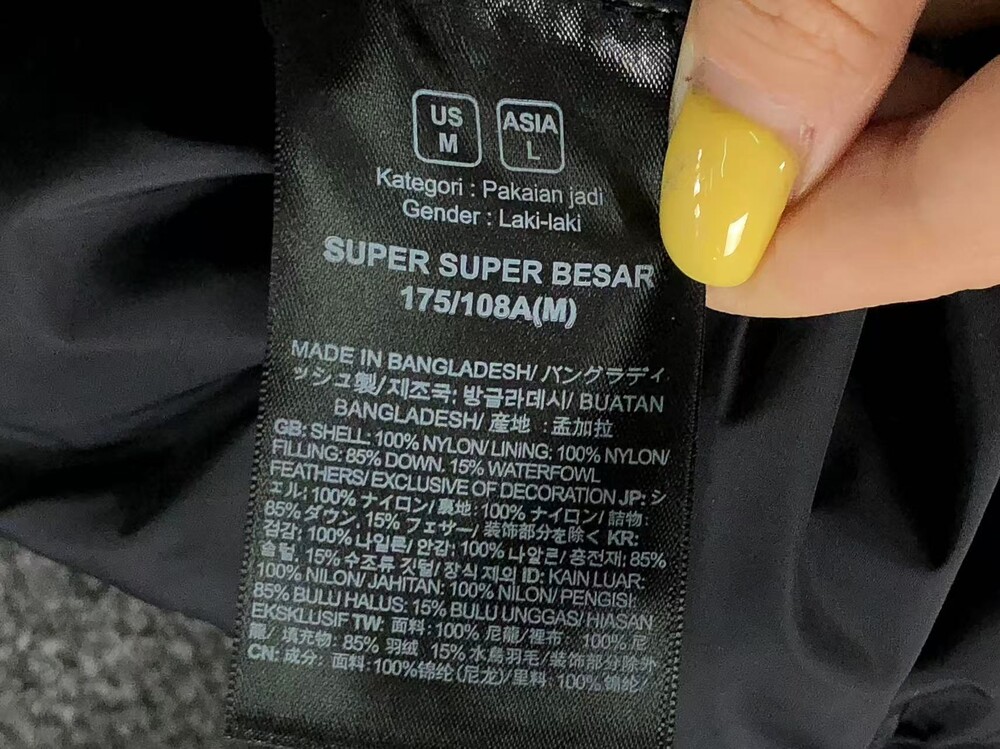 US
M
ASIA
L
Kategori : Pakaian jadi
Gender : Laki-laki
SUPER SUPER BESAR
175/108A(M)
MADE IN BANGLADESH/ バングラディ
ッシュ製/제조국: 방글라데시/ BUATAN
BANGLADESH/ 産地 : 孟加拉
GB: SHELL: 100% NYLON/ LINING: 100% NYLON/
FILLING: 85% DOWN, 15% WATERFOWL
FEATHERS/ EXCLUSIVE OF DECORATION JP: シ
ェル: 100% ナイロン/ 裏地: 100% ナイロン/ 詰物:
85% ダウン, 15% フェザー/ 装飾部分を除く KR:
겉감: 100% 나일론/ 안감: 100% 나일론/ 충전재: 85%
솜털, 15% 수조류 깃털/ 장식 제외 ID: KAIN LUAR:
100% NILON/ JAHITAN: 100% NILON/ PENGISI:
85% BULU HALUS: 15% BULU UNGGAS/ HIASAN
EKSKLUSIF TW: 面料: 100% 尼龍/ 裡布: 100% 尼
龍/ 填充物: 85% 羽絨 15% 水鳥羽毛/ 装飾部分除外
CN: 成分: 面料: 100%锦纶(尼龙)/ 里料: 100%锦纶/